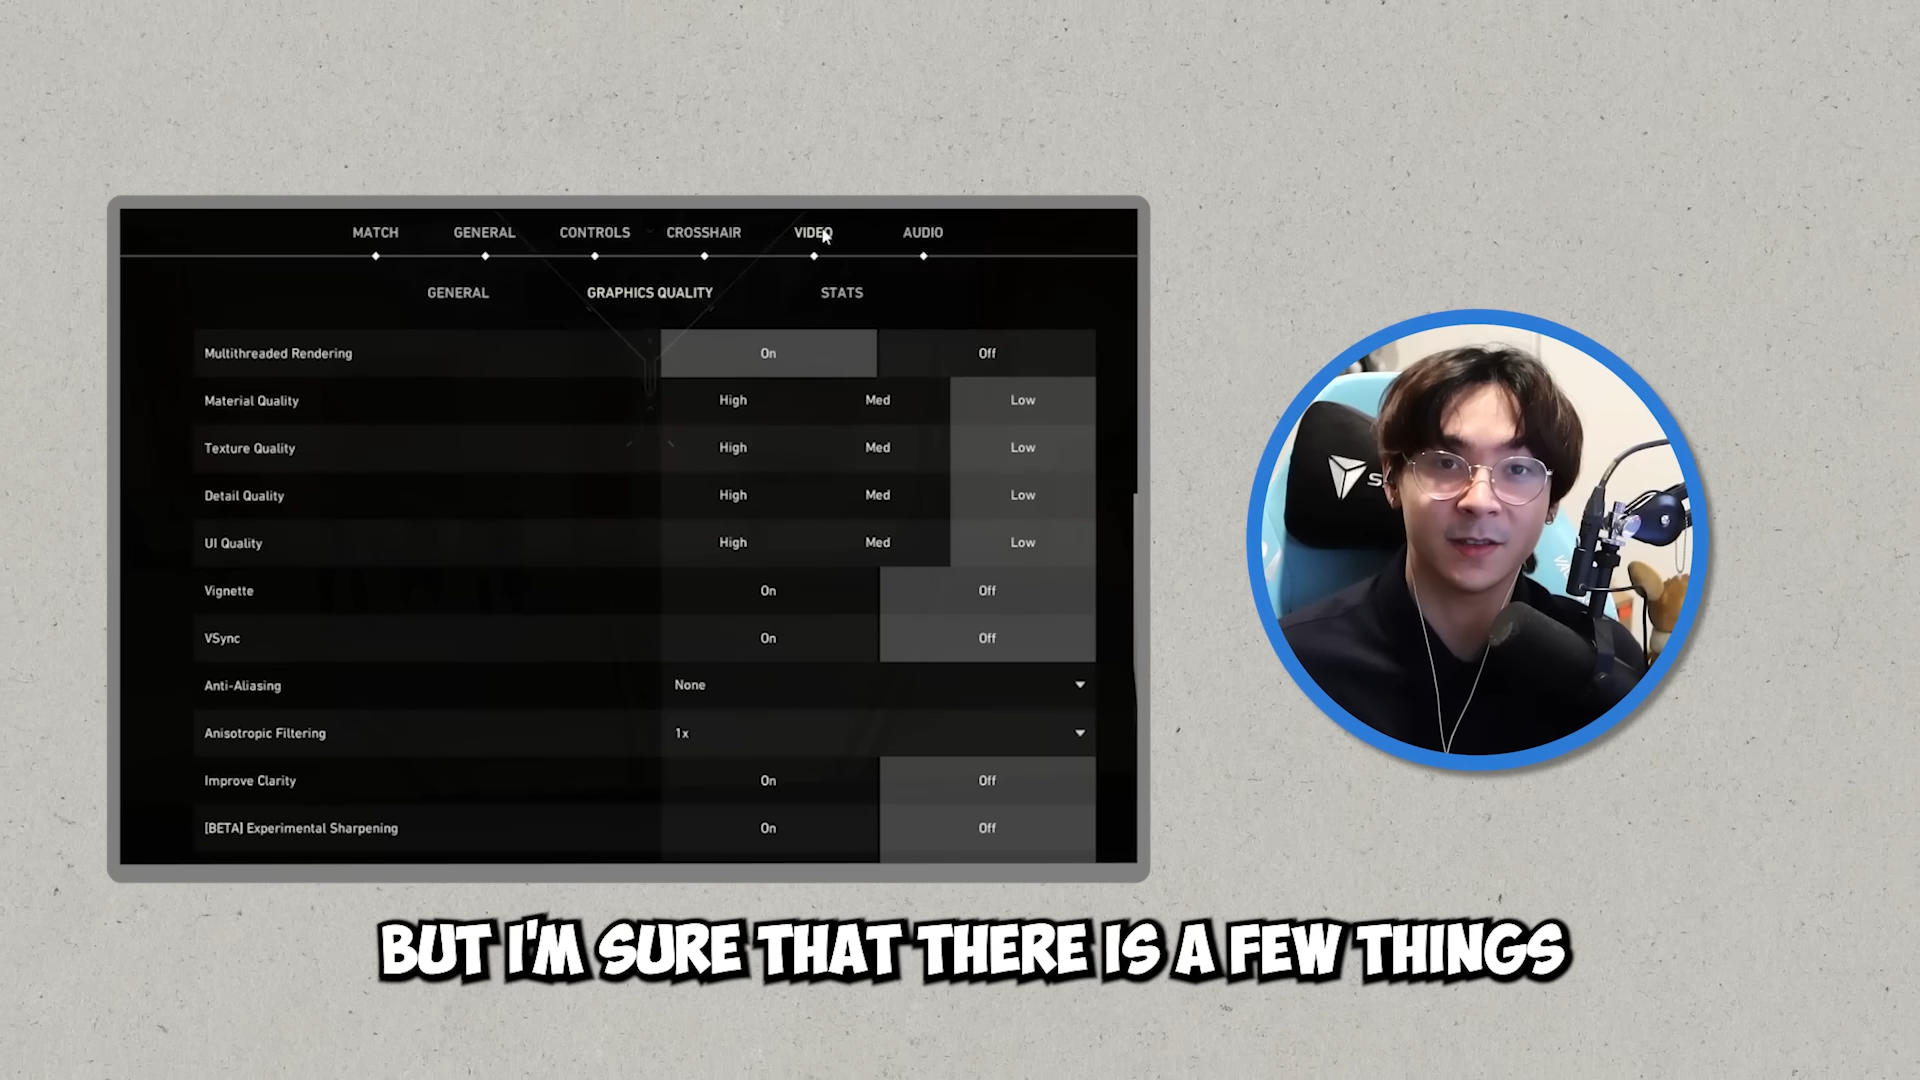 MATCH GENERAL CONTROLS CROSSHAIR VIDEO AUDIO
GENERAL GRAPHICS QUALITY STATS
Multithreaded Rendering On Off
Material Quality High Med Low
Texture Quality High Med Low
Detail Quality High Med Low
UI Quality High Med Low
Vignette On Off
VSync On Off
Anti-Aliasing None
Anisotropic Filtering 1x
Improve Clarity On Off
[BETA] Experimental Sharpening On Off
BUT I'M SURE THAT THERE IS A FEW THINGS